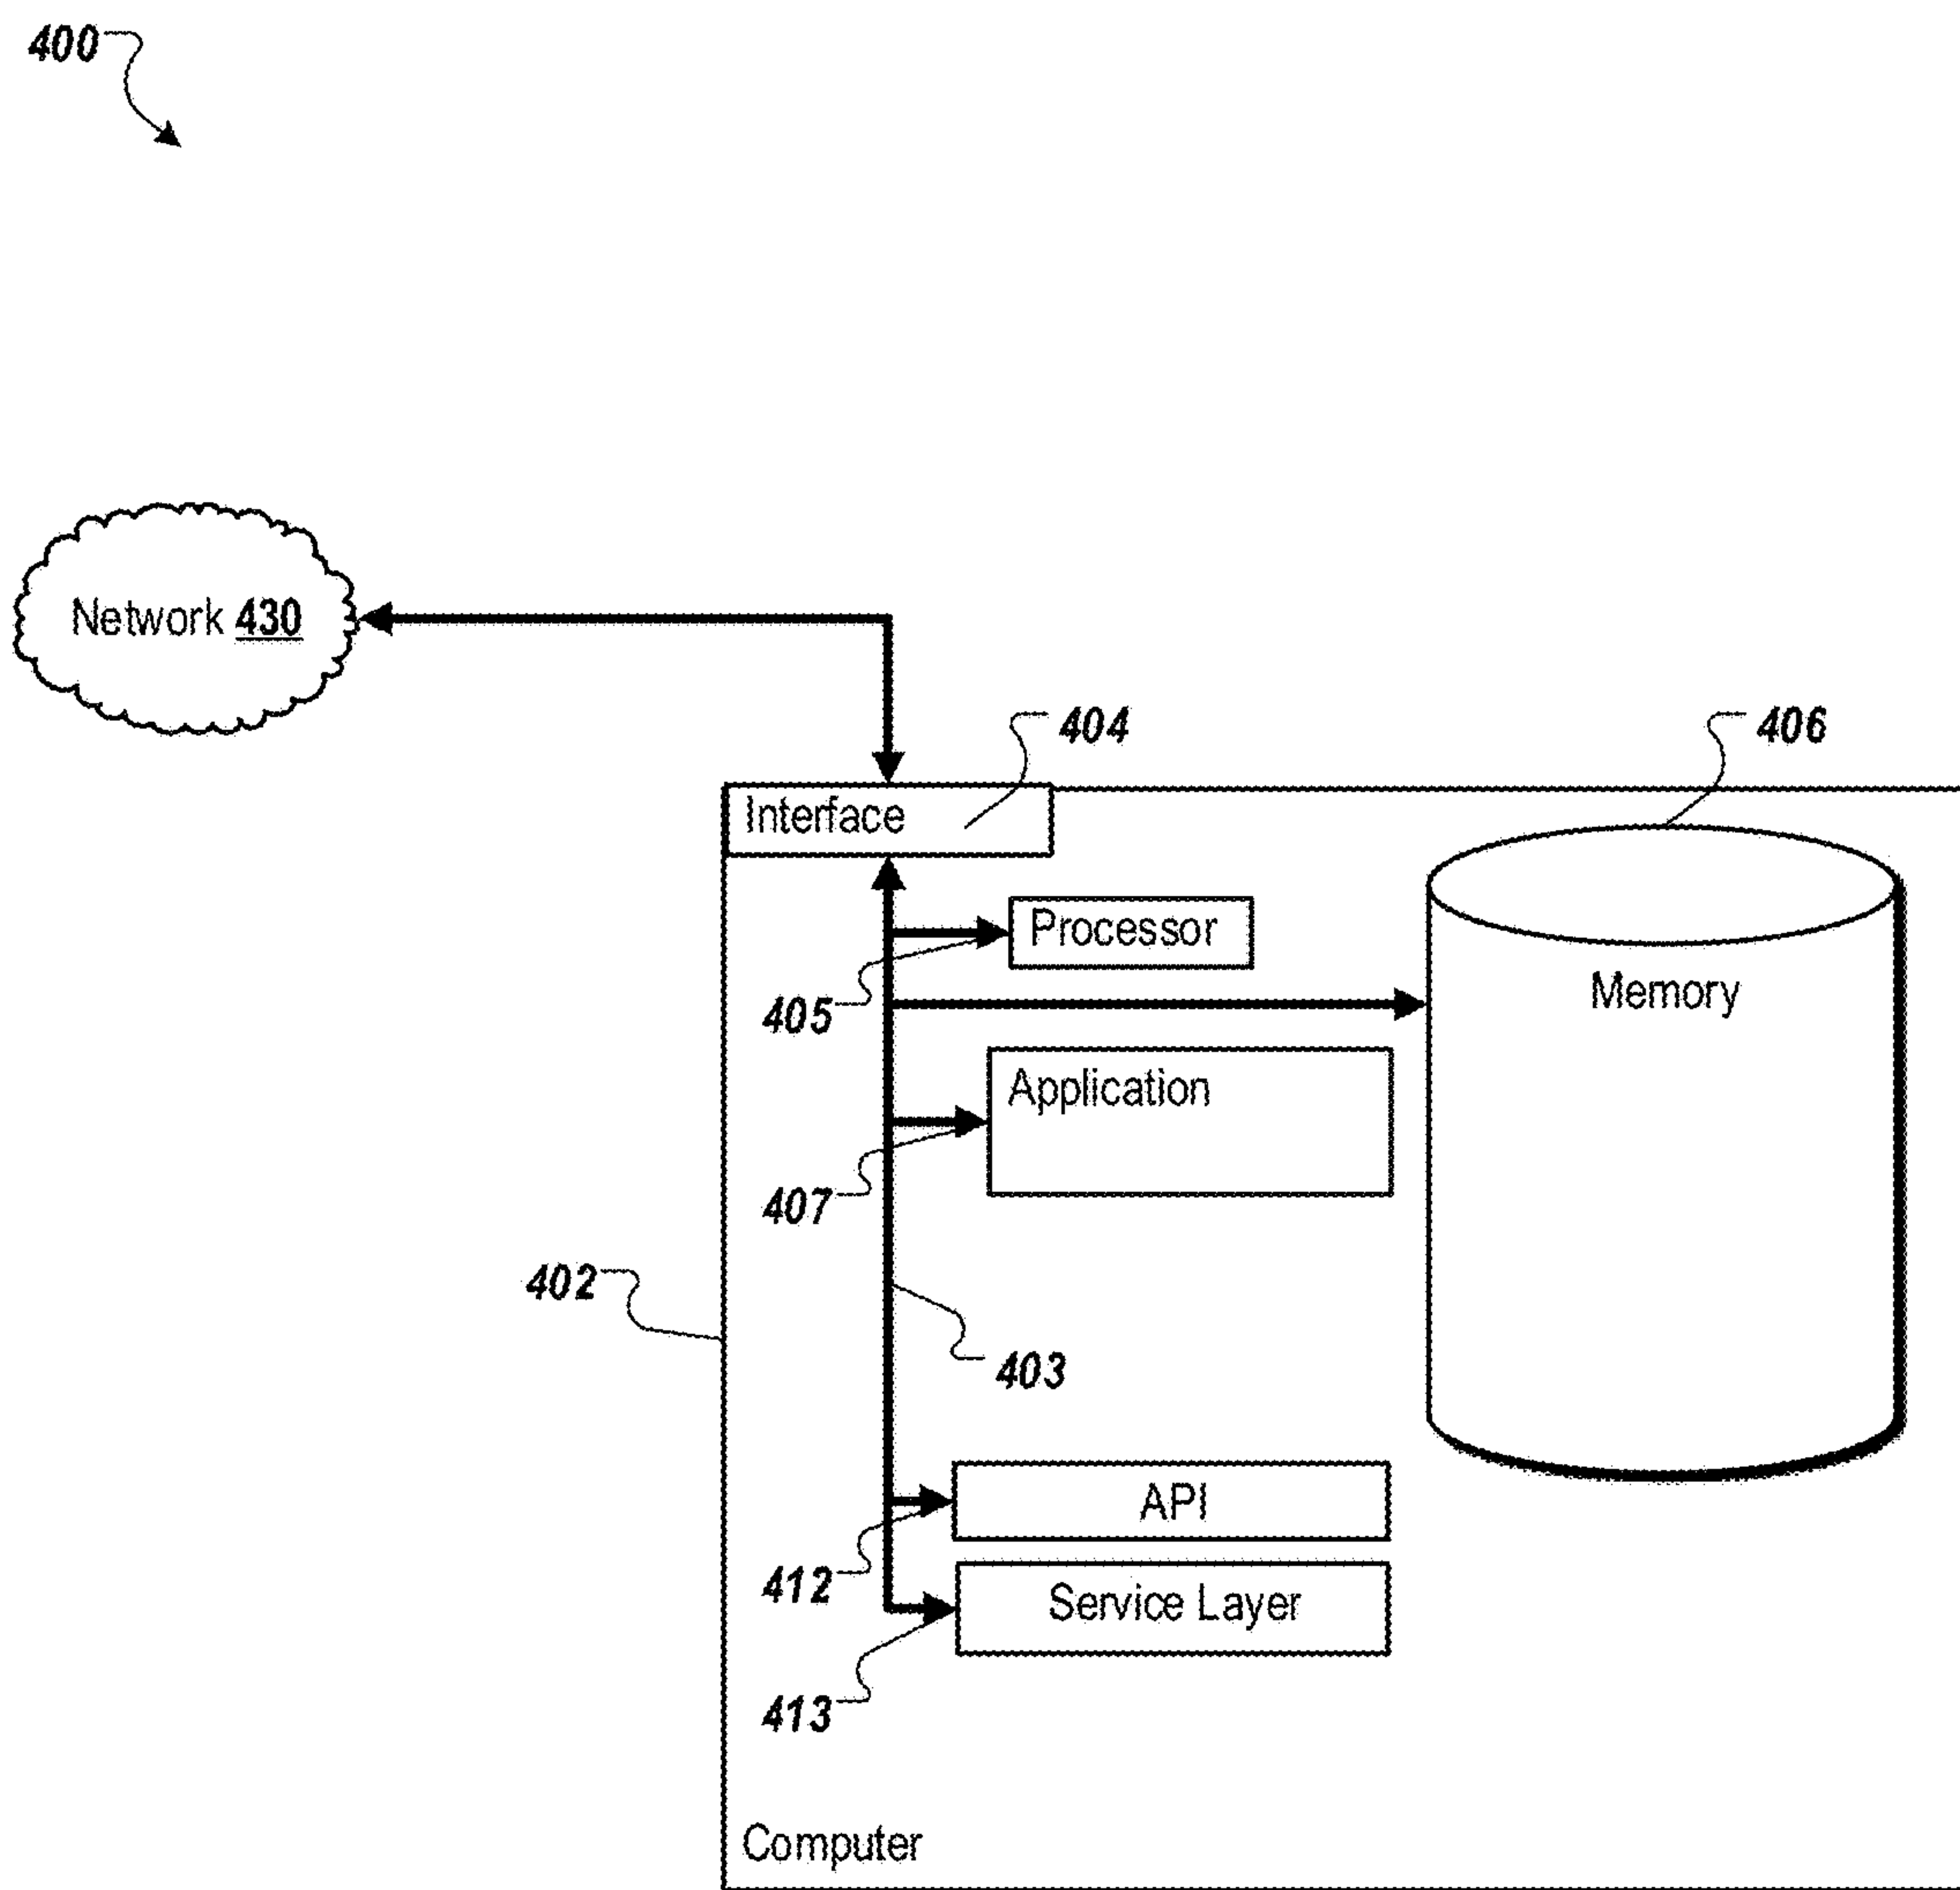 400
Network 430
404
406
Interface
Processor
Memory
405
Application
407
402
403
API
412
Service Layer
413
Computer